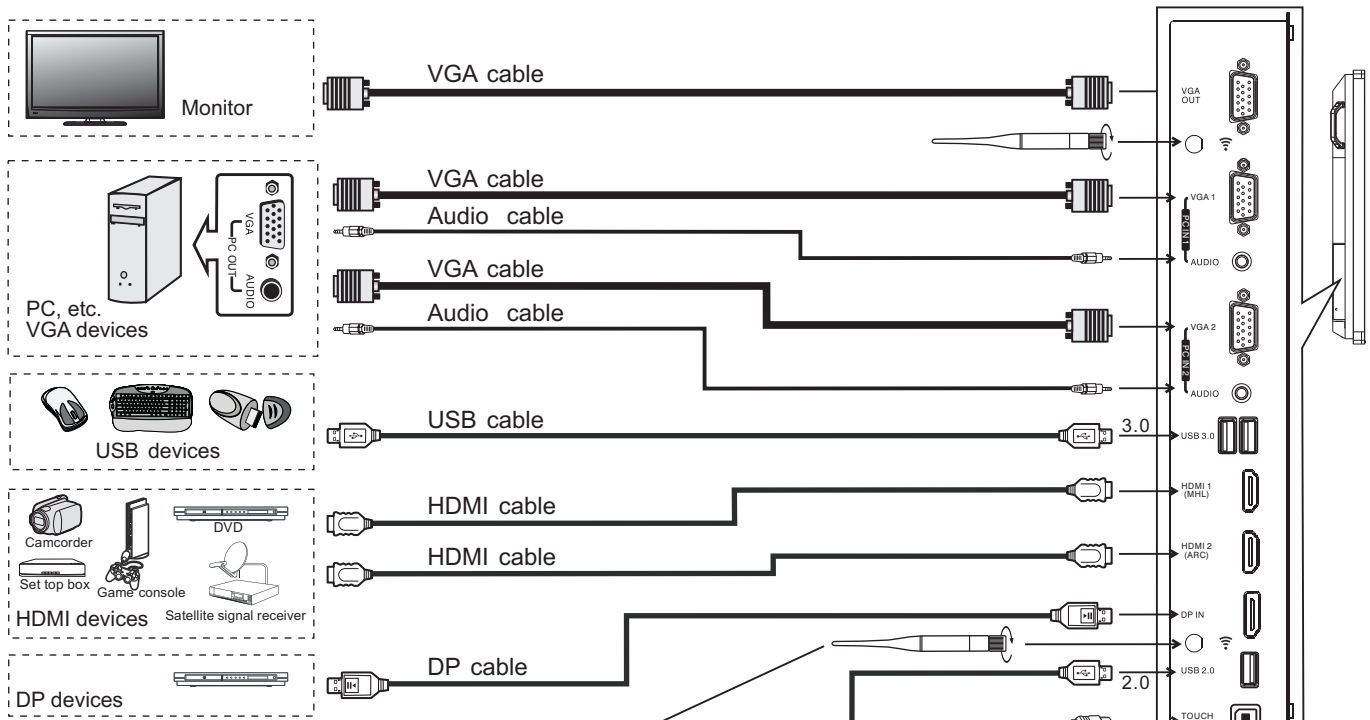 VGA cable
Monitor
VGA
OUT
VGA cable
Audio cable
VGA 1
PC IN 1
AUDIO
VGA
PC OUT
AUDIO
PC, etc.
VGA devices
VGA cable
Audio cable
VGA 2
PC IN 2
AUDIO
USB devices
USB cable
3.0
USB 3.0
Camcorder
DVD
Set top box
Game console
Satellite signal receiver
HDMI devices
HDMI cable
HDMI 1
(MHL)
HDMI cable
HDMI 2
(ARC)
DP IN
DP devices
DP cable
2.0
USB 2.0
TOUCH